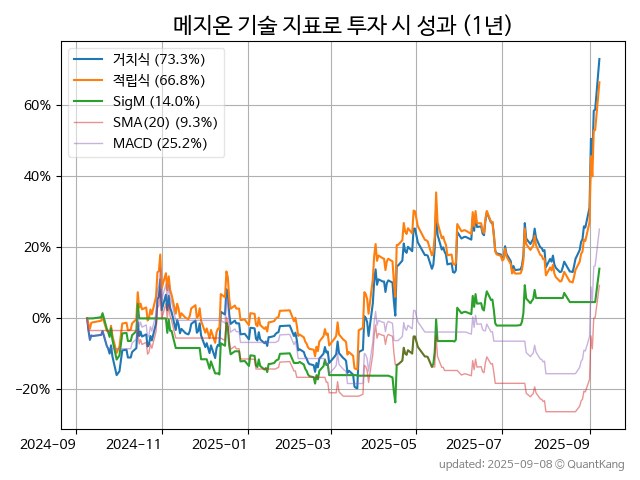 메지온 기술 지표로 투자 시 성과 (1년)
거치식 (73.3%)
적립식 (66.8%)
SigM (14.0%)
SMA(20) (9.3%)
MACD (25.2%)
60%
40%
20%
0%
−20%
2024-09 2024-11 2025-01 2025-03 2025-05 2025-07 2025-09
updated: 2025-09-08 © QuantKang